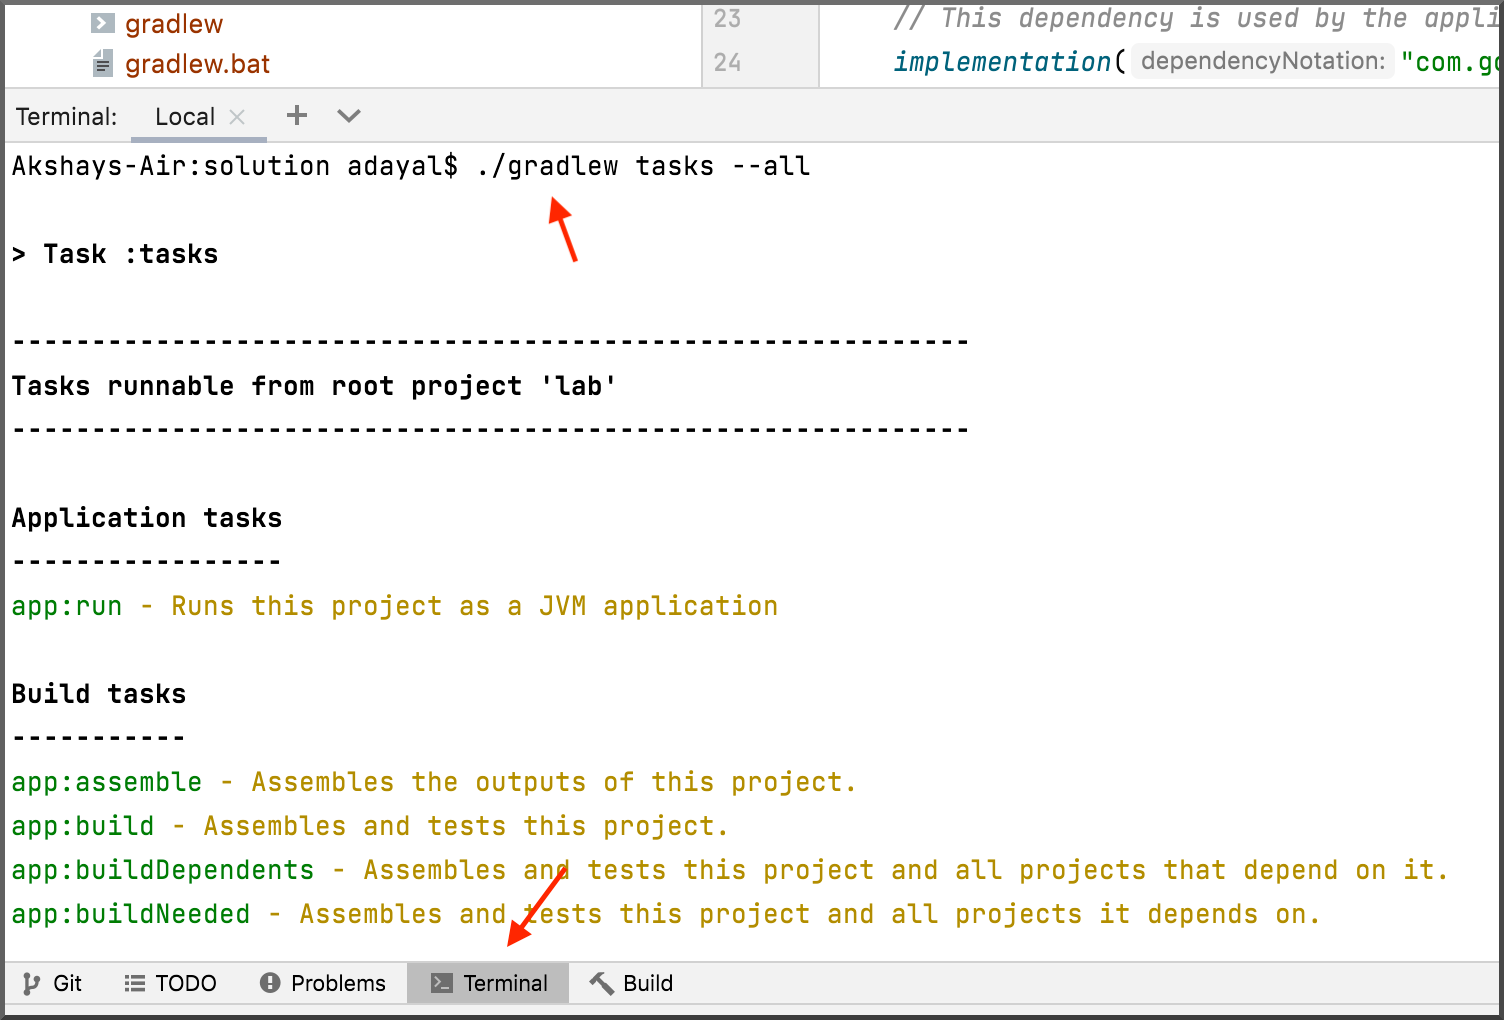 gradlew
gradlew.bat
23 // This dependency is used by the appli
24 implementation( dependencyNotation: "com.go
Terminal: Local
Akshays-Air:solution adayal$ ./gradlew tasks --all
> Task :tasks
------------------------------------------------------------
Tasks runnable from root project 'lab'
------------------------------------------------------------
Application tasks
-----------------
app:run - Runs this project as a JVM application
Build tasks
-----------
app:assemble - Assembles the outputs of this project.
app:build - Assembles and tests this project.
app:buildDependents - Assembles and tests this project and all projects that depend on it.
app:buildNeeded - Assembles and tests this project and all projects it depends on.
Git TODO Problems Terminal Build